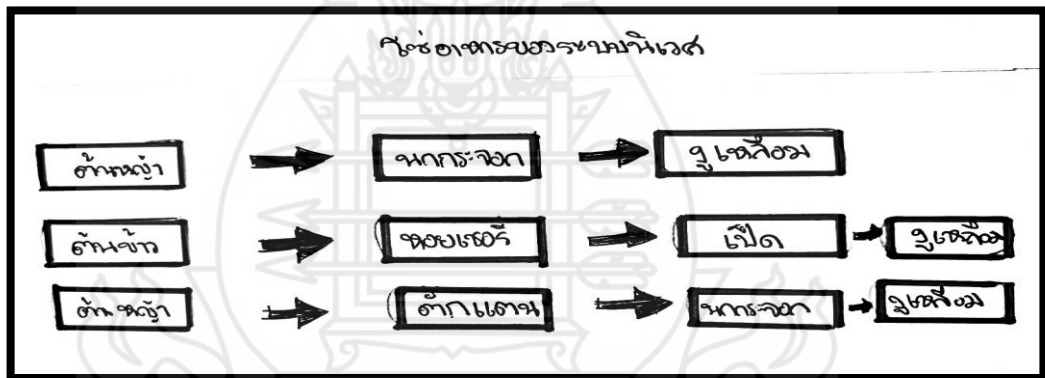 โซ่อาหารของระบบนิเวศ
ต้นหญ้า นกกระจอก งูเหลือม
ต้นข้าว หอยเชอรี่ เป็ด งูเหลือม
ต้นหญ้า ตั๊กแตน นกกระจอก งูเหลือม